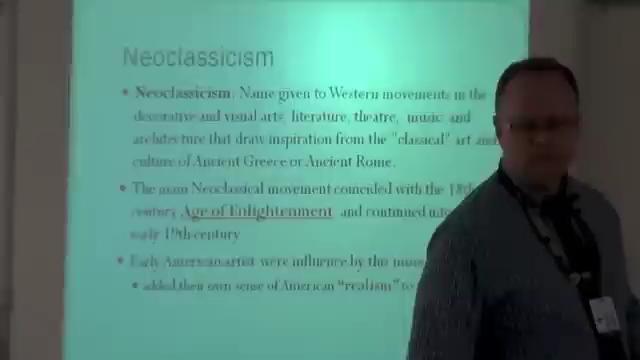 Neoclassicism
• Neoclassicism: Name given to Western movements in the
decorative and visual arts, literature, theatre, music, and
architecture that draw inspiration from the "classical" art and
culture of Ancient Greece or Ancient Rome.
• The main Neoclassical movement coincided with the 18th
century Age of Enlightenment and continued into
early 19th century
• Early American artist were influence by this
• added their own sense of American "realism" to